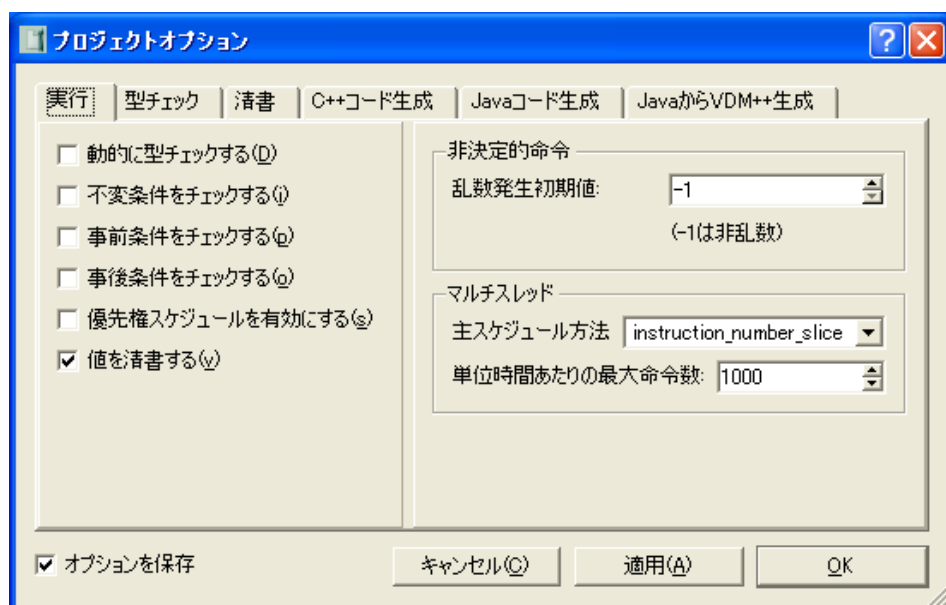 プロジェクトオプション
実行 型チェック 清書 C++コード生成 Javaコード生成 JavaからVDM++生成
動的に型チェックする(D)
不変条件をチェックする(i)
事前条件をチェックする(p)
事後条件をチェックする(o)
優先権スケジュールを有効にする(s)
値を清書する(v)
非決定的命令
乱数発生初期値: -1
(-1は非乱数)
マルチスレッド
主スケジュール方法 instruction_number_slice
単位時間あたりの最大命令数: 1000
オプションを保存 キャンセル(C) 適用(A) OK